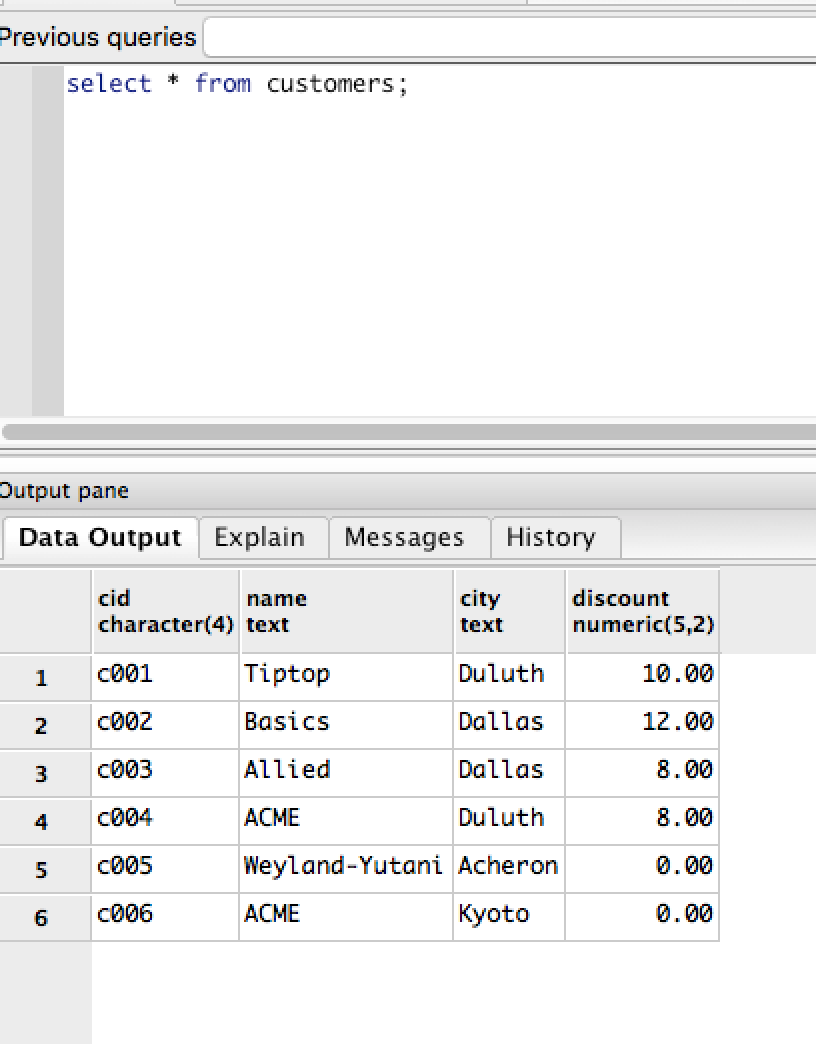 Previous queries
select * from customers;
Output pane
Data Output Explain Messages History
cid name city discount
character(4) text text numeric(5,2)
1 c001 Tiptop Duluth 10.00
2 c002 Basics Dallas 12.00
3 c003 Allied Dallas 8.00
4 c004 ACME Duluth 8.00
5 c005 Weyland-Yutani Acheron 0.00
6 c006 ACME Kyoto 0.00